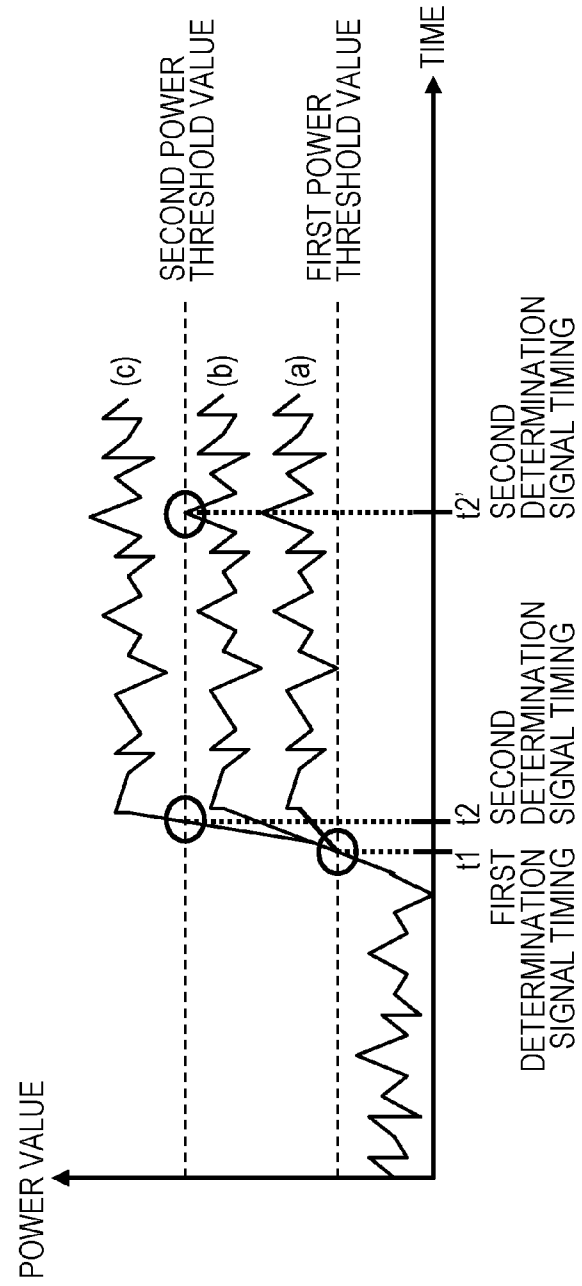 POWER VALUE
(c)
(b)
(a)
SECOND POWER
THRESHOLD VALUE
FIRST POWER
THRESHOLD VALUE
TIME
t1
FIRST
DETERMINATION
SIGNAL TIMING
t2
SECOND
DETERMINATION
SIGNAL TIMING
t2'
SECOND
DETERMINATION
SIGNAL TIMING